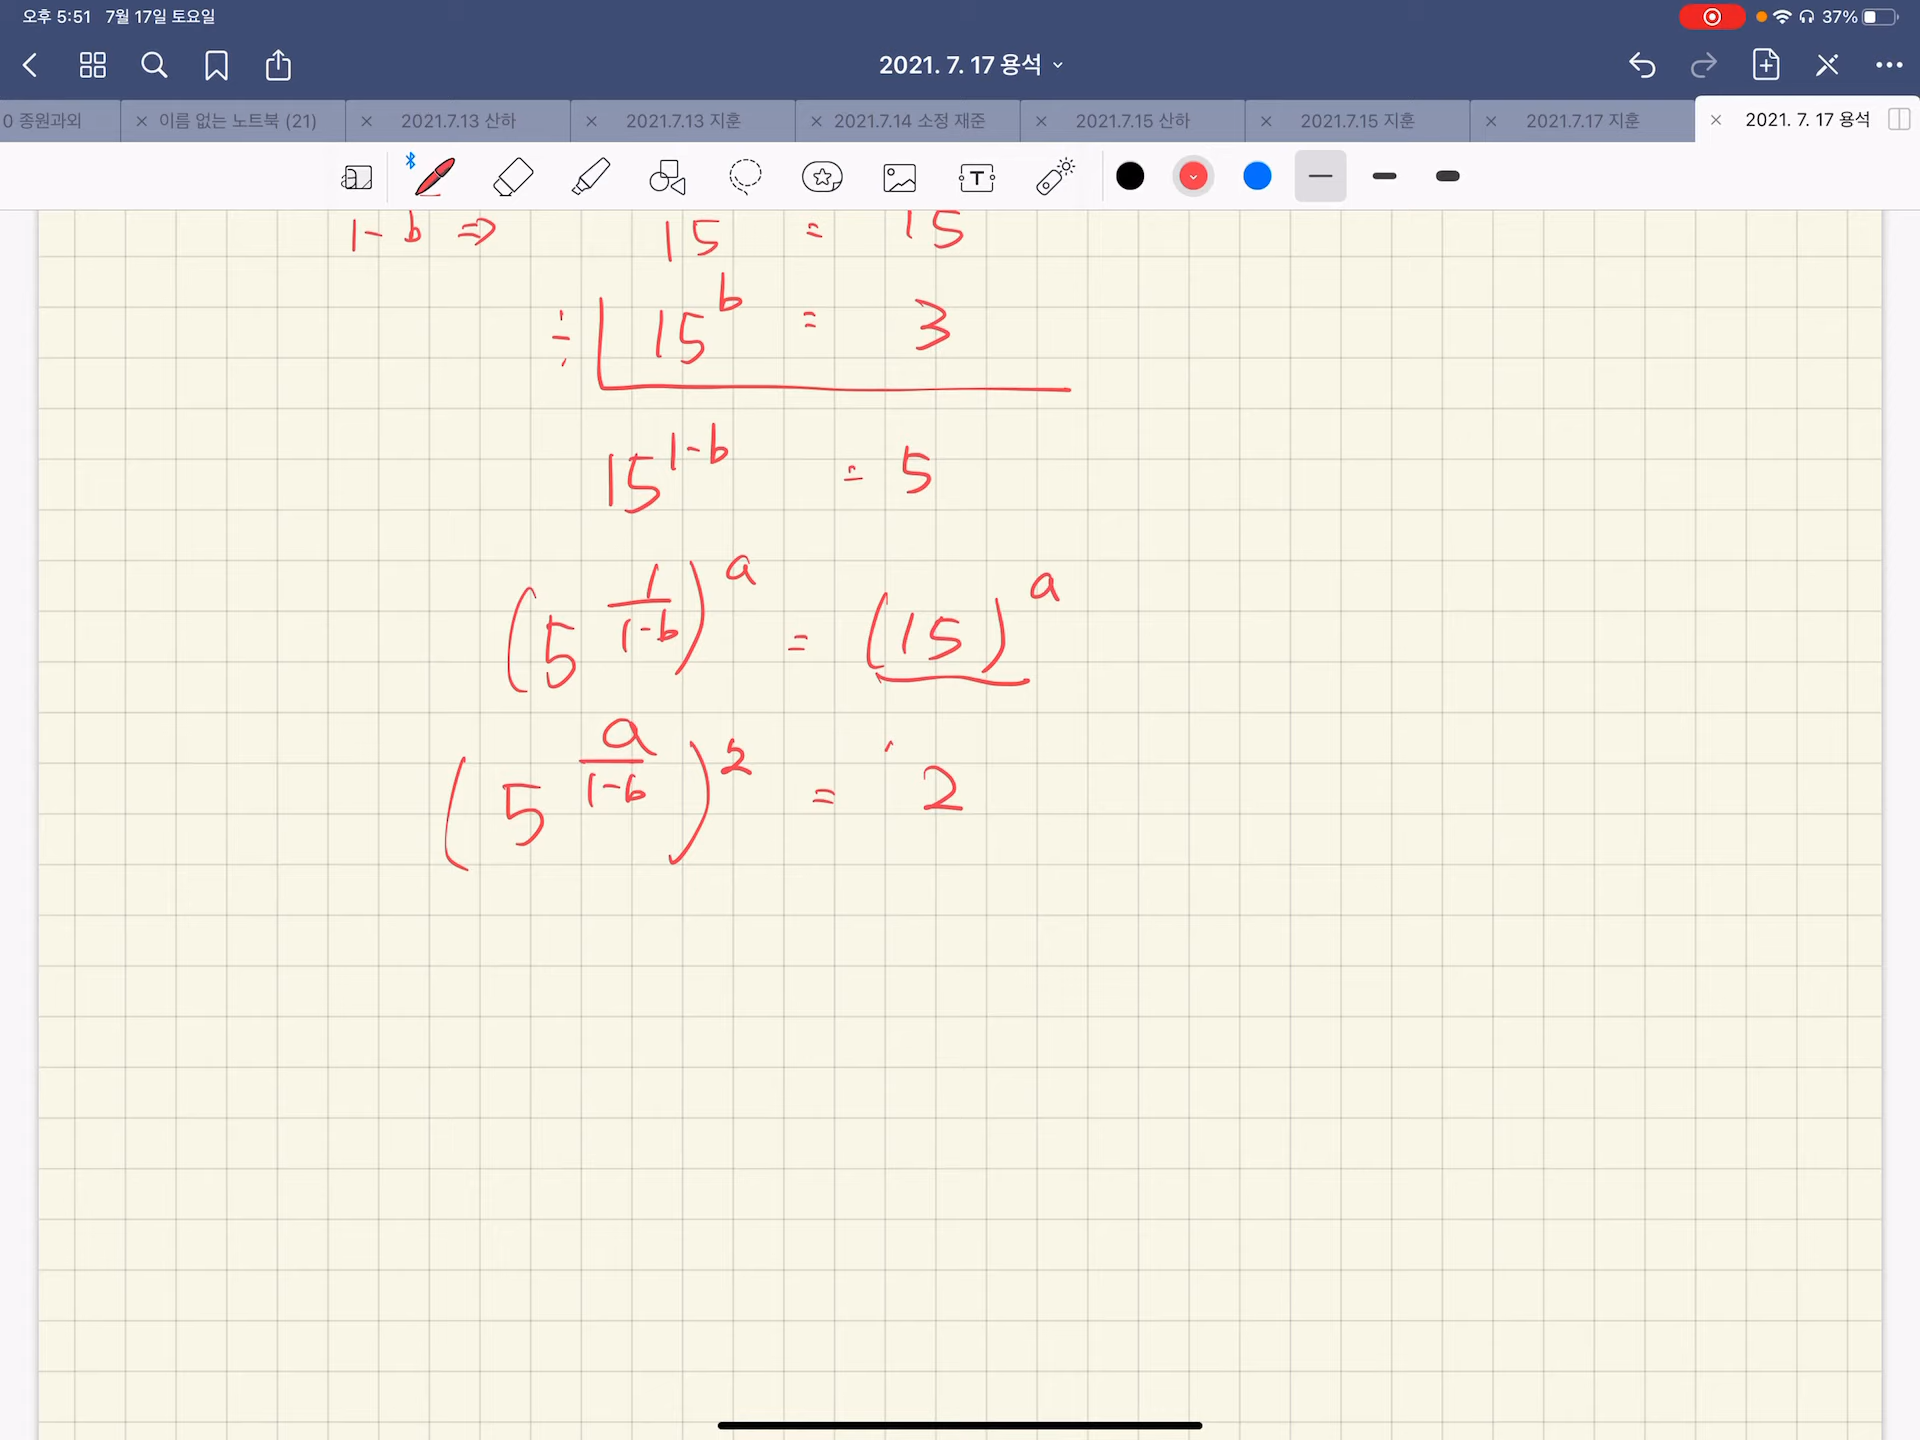 오후 5:51 7월 17일 토요일
37%
2021. 7. 17 용석
0 종원과외
이름 없는 노트북 (21)
2021.7.13 산하
2021.7.13 지훈
2021.7.14 소정 재준
2021.7.15 산하
2021.7.15 지훈
2021.7.17 지훈
2021. 7. 17 용석
T
1-b ⇒ 15 = 15
÷ 15^b = 3
15^(1-b) = 5
(5^(1/(1-b)))^a = (15)^a
(5^(a/(1-b)))^2 = 2